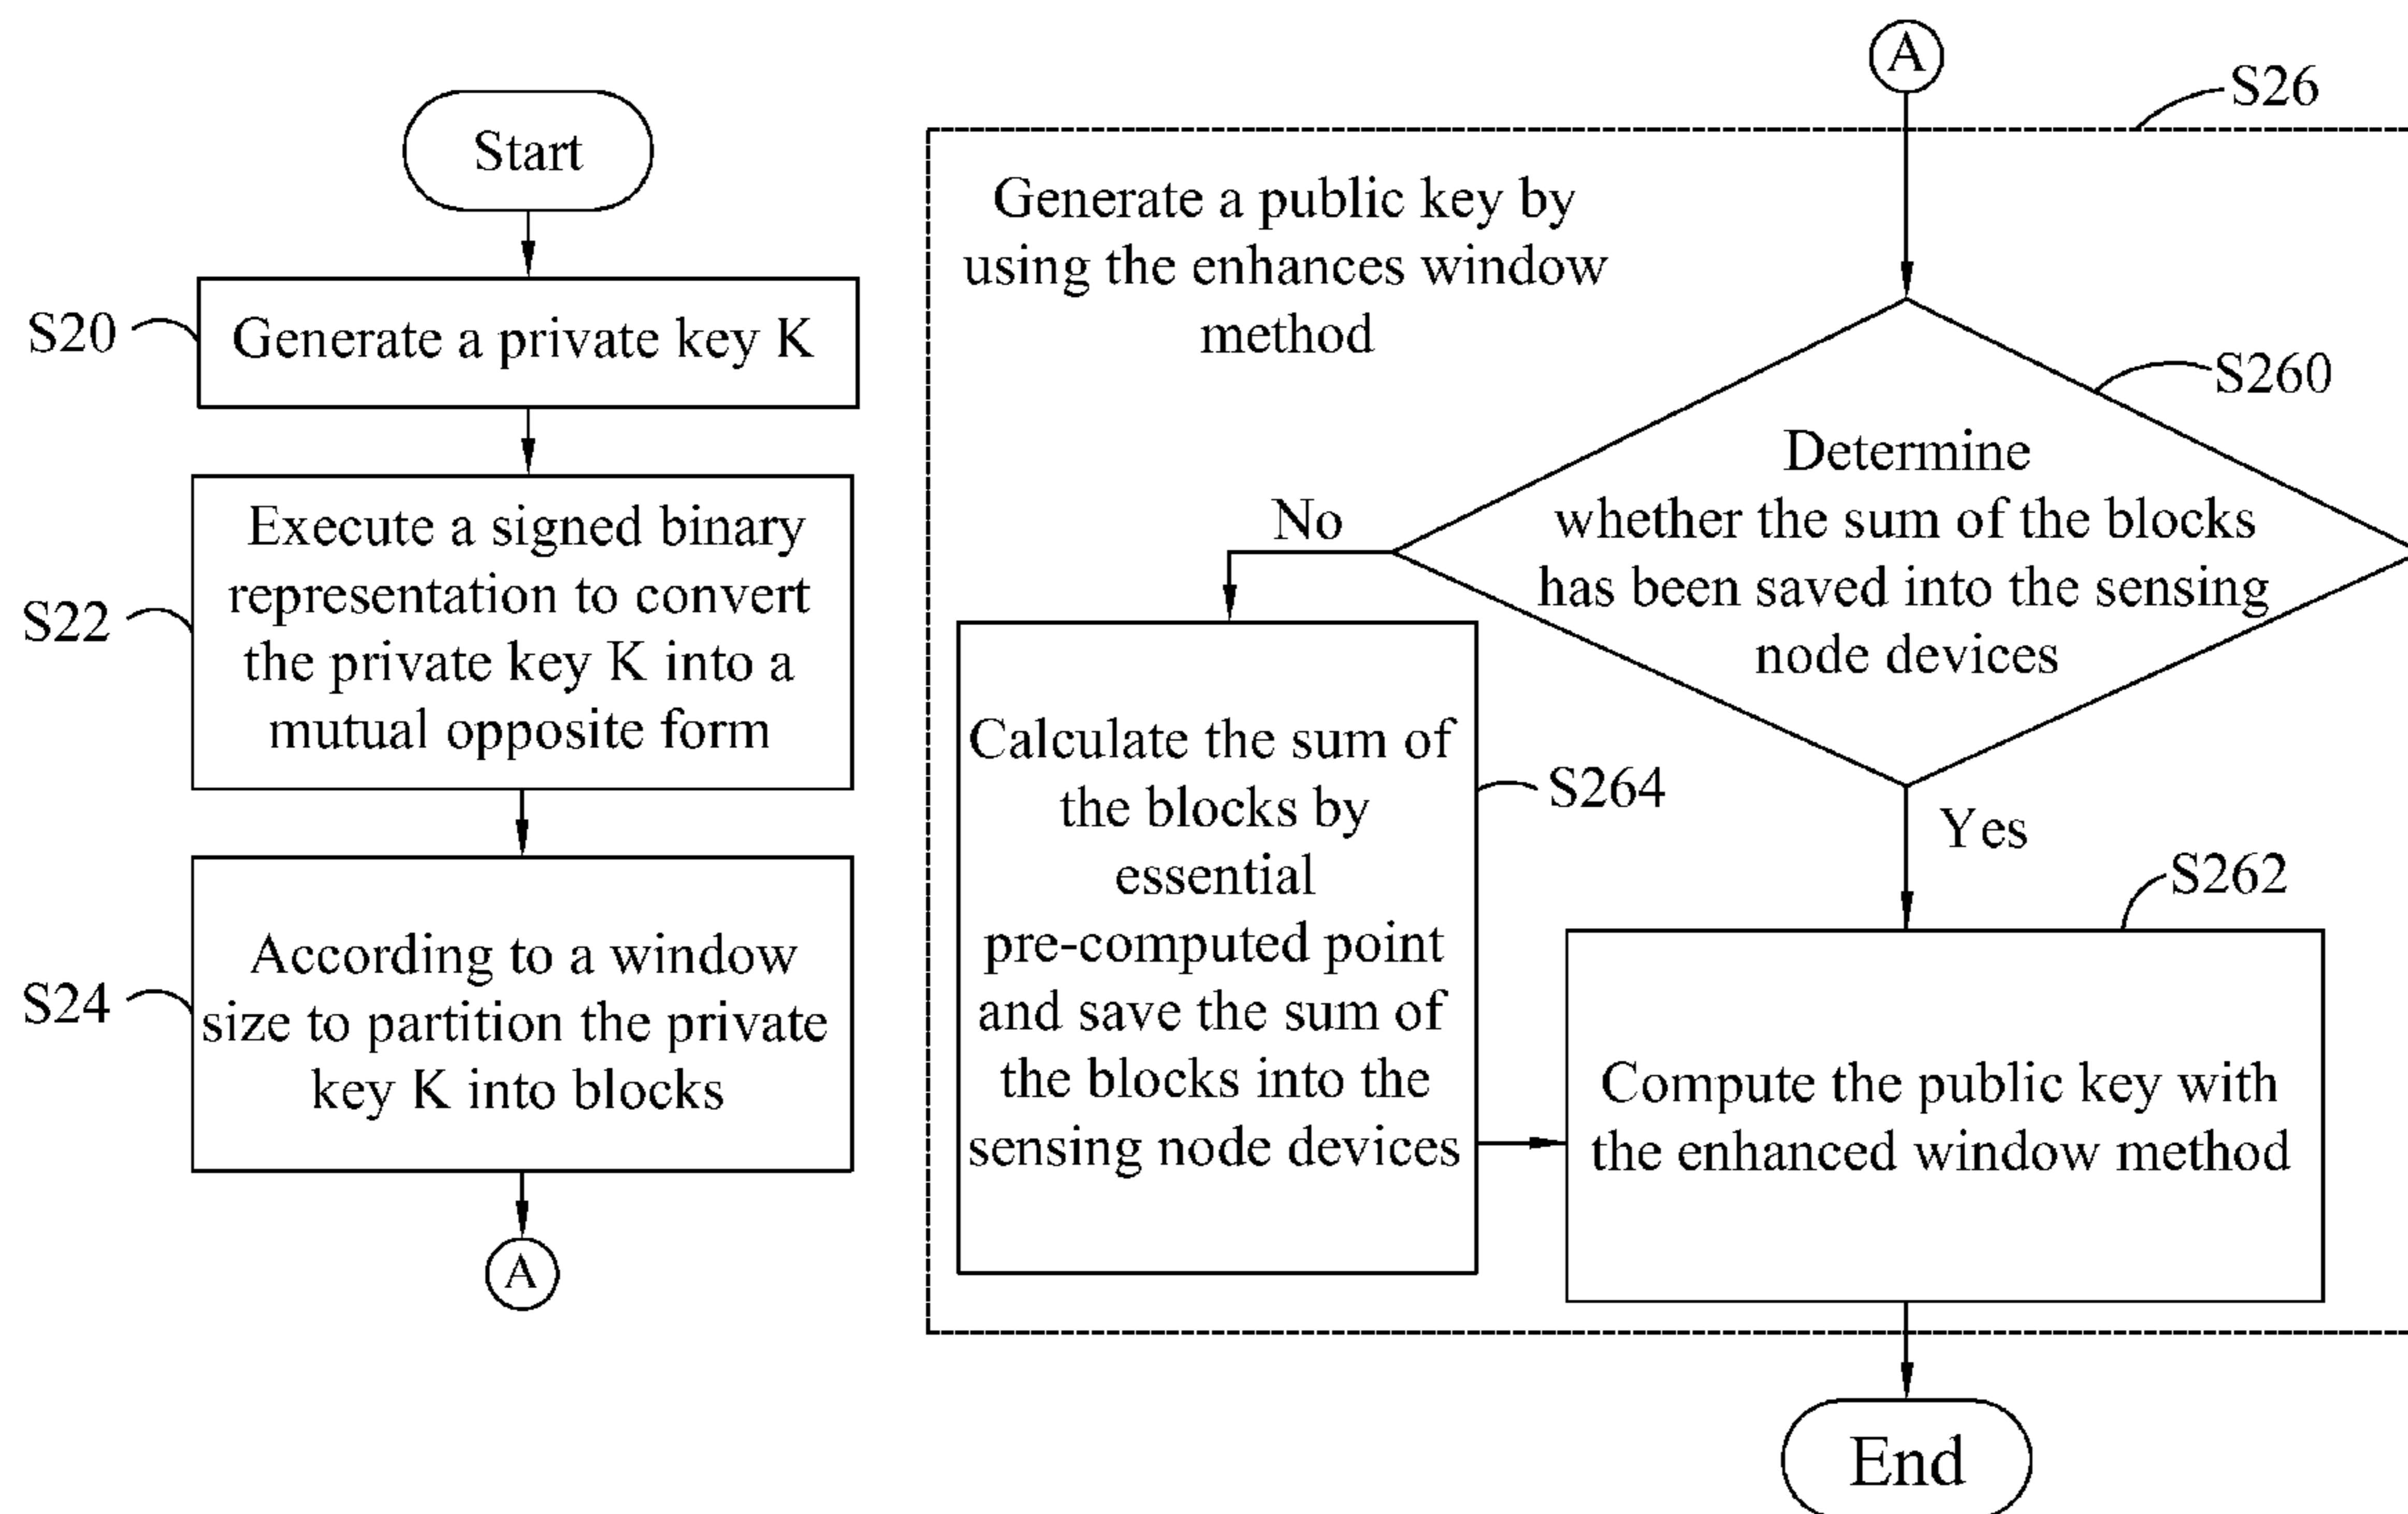 Start
S20
Generate a private key K
S22
Execute a signed binary
representation to convert
the private key K into a
mutual opposite form
S24
According to a window
size to partition the private
key K into blocks
A
A
S26
Generate a public key by
using the enhances window
method
S260
Determine
whether the sum of the blocks
has been saved into the sensing
node devices
No
Yes
S264
Calculate the sum of
the blocks by
essential
pre-computed point
and save the sum of
the blocks into the
sensing node devices
S262
Compute the public key with
the enhanced window method
End